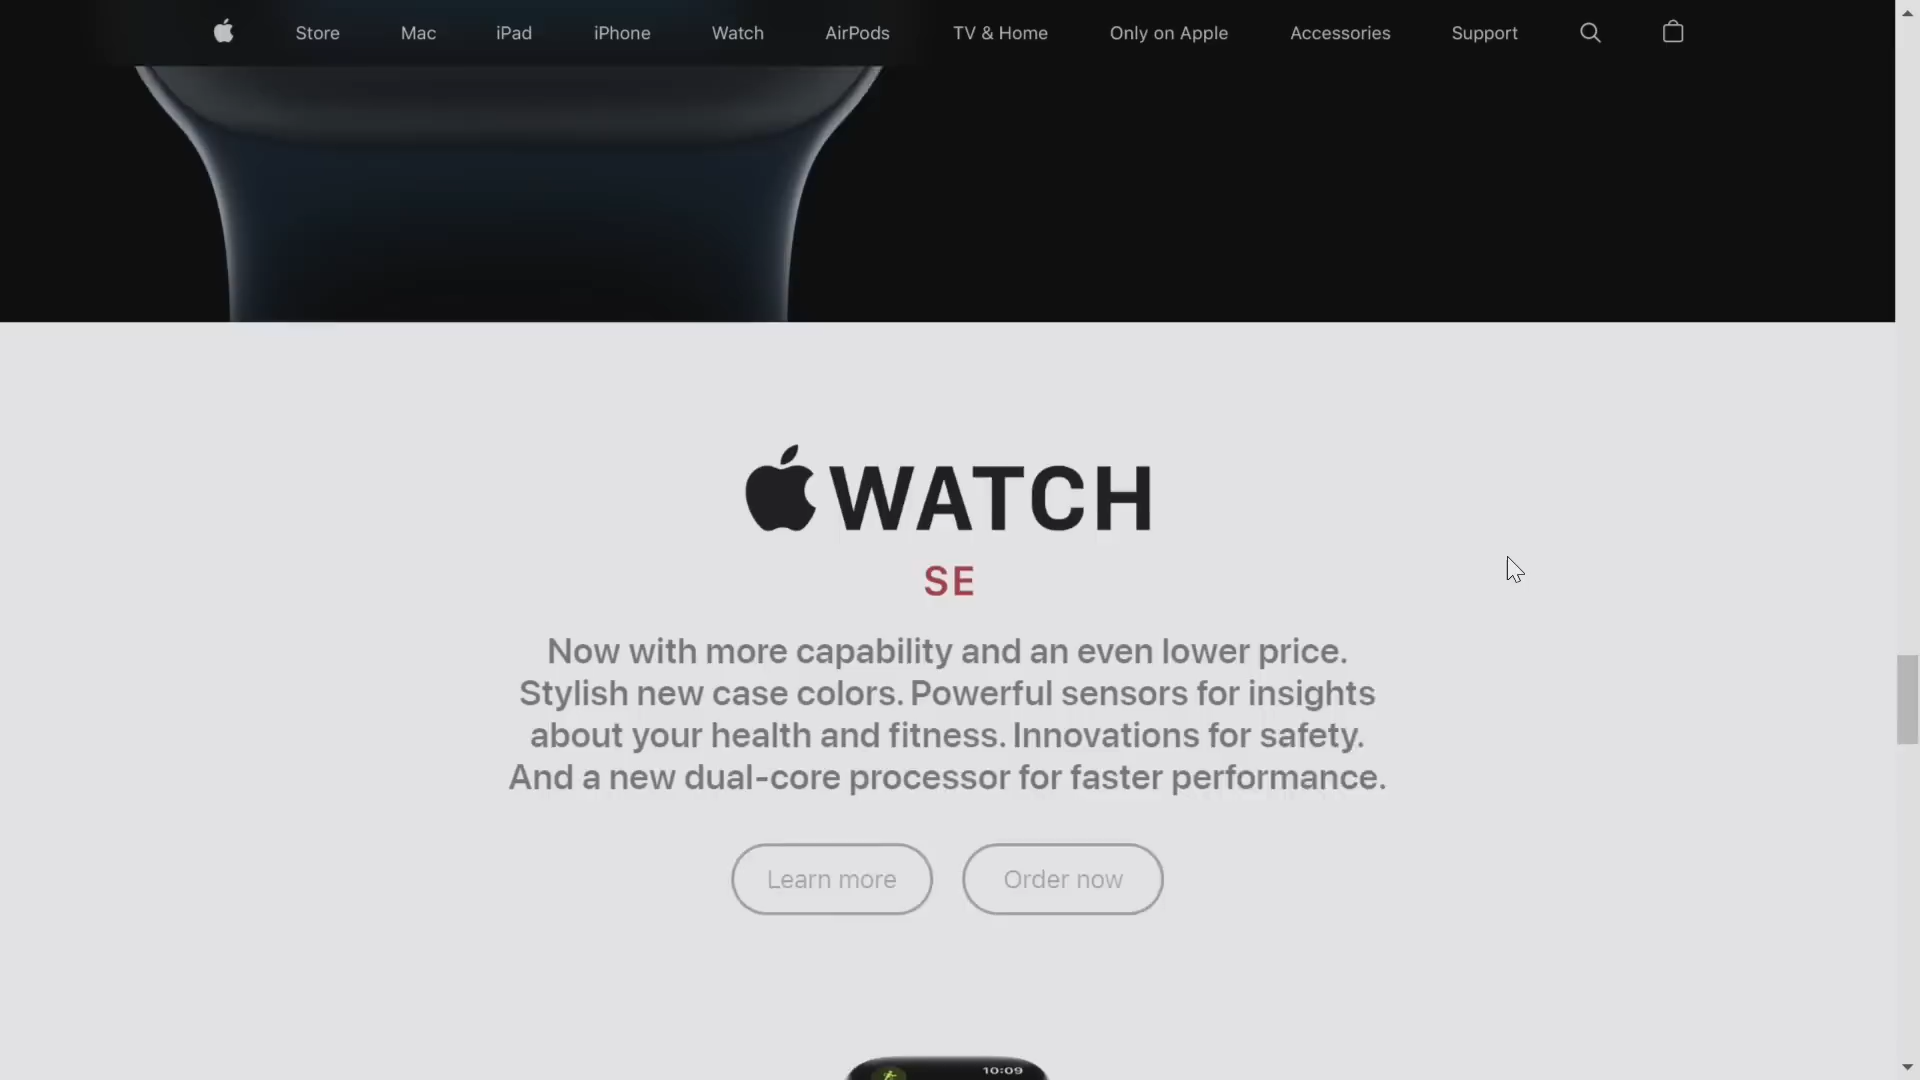 Store Mac iPad iPhone Watch AirPods TV & Home Only on Apple Accessories Support
WATCH
SE
Now with more capability and an even lower price.
Stylish new case colors. Powerful sensors for insights
about your health and fitness. Innovations for safety.
And a new dual-core processor for faster performance.
Learn more Order now
10:09